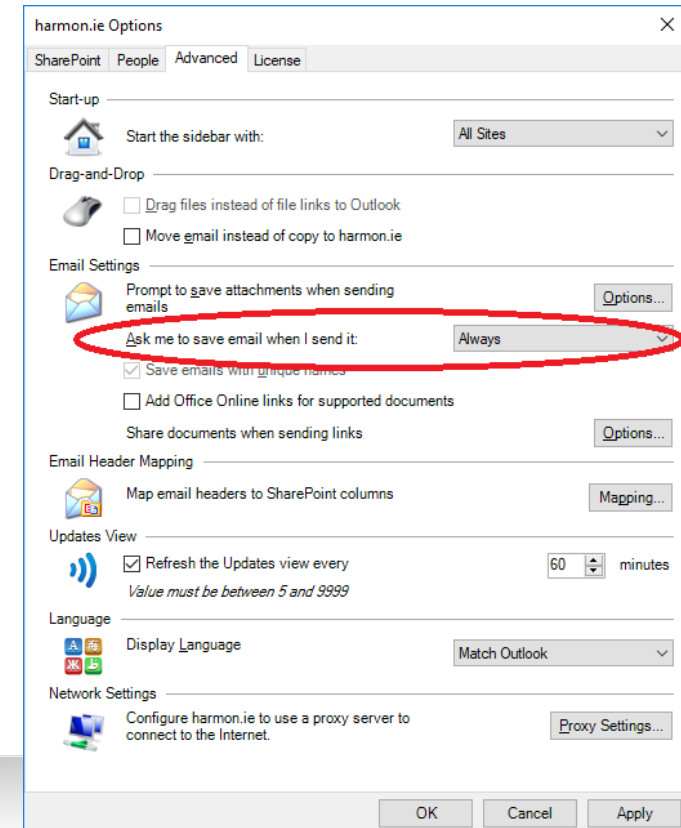 harmon.ie Options
SharePoint People Advanced License
Start-up
Start the sidebar with: All Sites
Drag-and-Drop
Drag files instead of file links to Outlook
Move email instead of copy to harmon.ie
Email Settings
Prompt to save attachments when sending
emails
Options...
Ask me to save email when I send it: Always
Save emails with unique names
Add Office Online links for supported documents
Share documents when sending links Options...
Email Header Mapping
Map email headers to SharePoint columns Mapping...
Updates View
Refresh the Updates view every 60 minutes
Value must be between 5 and 9999
Language
A 海
Ж ط
Display Language Match Outlook
Network Settings
Configure harmon.ie to use a proxy server to
connect to the Internet.
Proxy Settings...
OK Cancel Apply